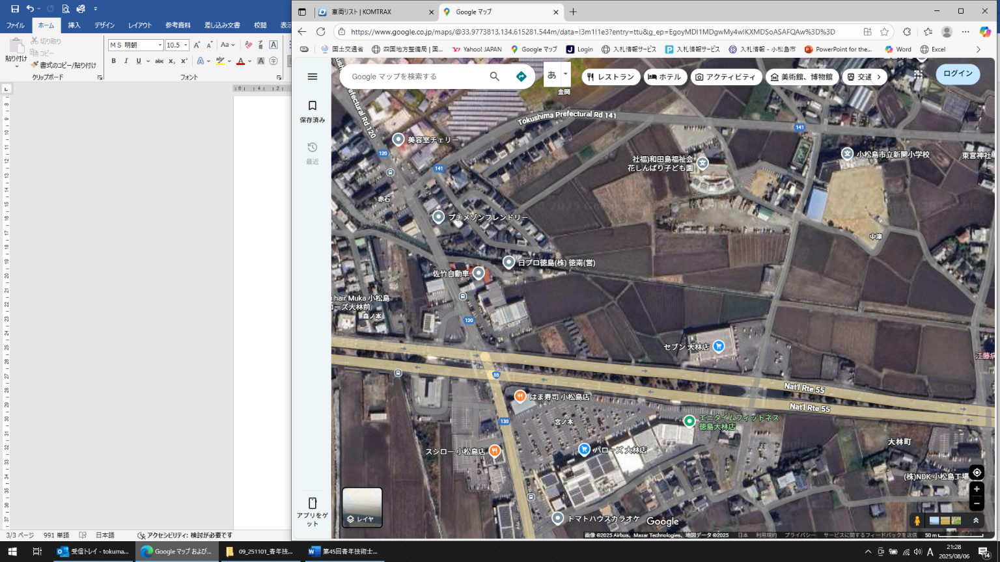 車両リスト | KOMTRAX
Google マップ
ファイル
ホーム
挿入
デザイン
レイアウト
参考資料
差し込み文書
校閲
表示
https://www.google.co.jp/maps/@33.9773813,134.615281,544m/data=!3m1!1e3?entry=ttu&g_ep=EgoyMDI1MDgwMy4wIKXMDSoASAFQAw%3D%3D
切り取り
コピー
書式のコピー/貼り付け
貼り付け
クリップボード
ＭＳ 明朝
10.5
フォント
国土交通省
四国地方整備局 | 国...
Yahoo! JAPAN
Google マップ
Login
入札情報サービス
入札情報サービス
入札情報 - 小松島市
PowerPoint for the...
Word
Excel
Google マップを検索する
あ
レストラン
ホテル
アクティビティ
美術館、博物館
交通
ログイン
金岡
保存済み
最近
efectural Rd 120
Tokushima Prefectural Rd 141
141
美容室チェリー
120
141
社福)和田島福祉会
花しんばり子ども園
小松島市立新開小学校
東宮神社
赤石
プチメゾンフレンドリー
中津
日プロ徳島(株) 徳南(営)
佐竹自動車
hair Muka 小松島
ローズ大林前
森ノ本
120
セブン 大林店
江藤病
55
Nat'l Rte 55
Nat'l Rte 55
はま寿司 小松島店
130
宮ノ本
エニタイムフィットネス
徳島大林店
スシロー 小松島店
ハローズ 大林店
大林町
(株)NDK 小松島工場
トマトハウスカラオケ
Google
アプリをゲ
ット
レイヤ
画像 ©2025 Airbus、Maxar Technologies、地図データ ©2025
日本
利用規約
プライバシー
サービスに関するフィードバックを送信
50 m
3/3 ページ
991 単語
日本語
アクセシビリティ: 検討が必要です
受信トレイ - tokuma...
Google マップ および...
09_251101_青年技...
第45回青年技術士...
A
21:28
2025/08/06
14